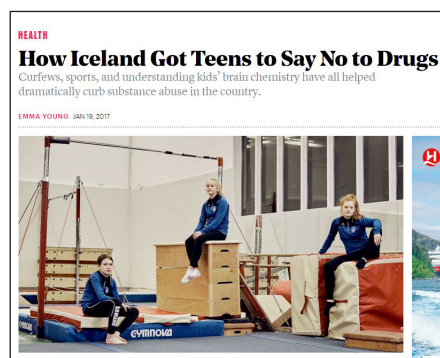 HEALTH
How Iceland Got Teens to Say No to Drugs
Curfews, sports, and understanding kids' brain chemistry have all helped
dramatically curb substance abuse in the country.
EMMA YOUNG JAN 19, 2017
GYMNOVA